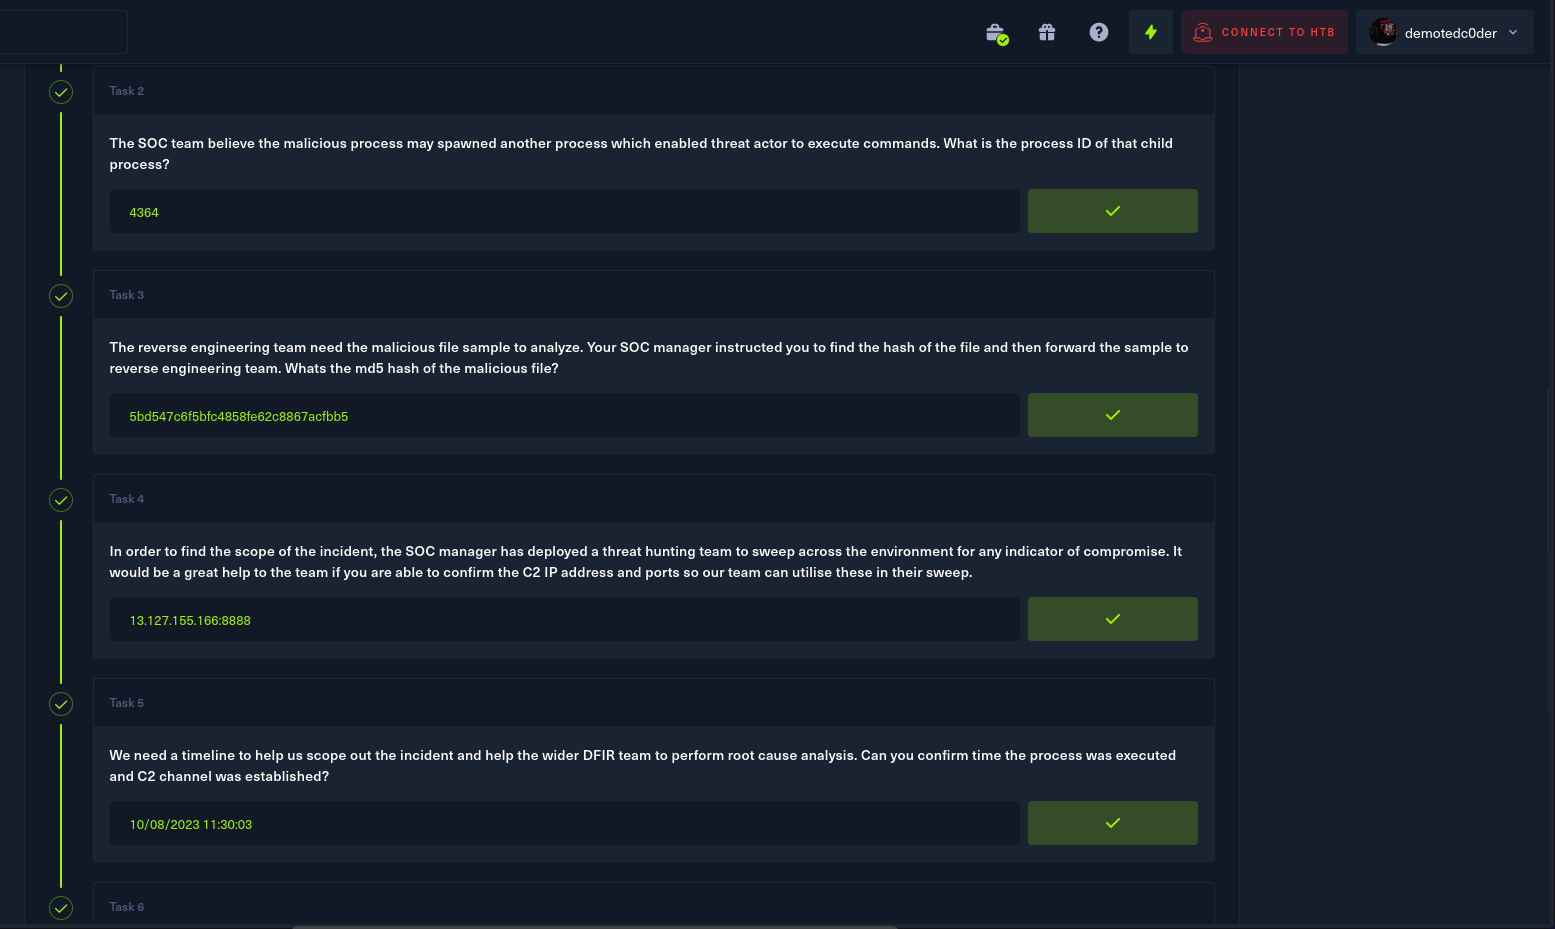 CONNECT TO HTB
demotedc0der
Task 2
The SOC team believe the malicious process may spawned another process which enabled threat actor to execute commands. What is the process ID of that child
process?
4364
Task 3
The reverse engineering team need the malicious file sample to analyze. Your SOC manager instructed you to find the hash of the file and then forward the sample to
reverse engineering team. Whats the md5 hash of the malicious file?
5bd547c6f5bfc4858fe62c8867acfbb5
Task 4
In order to find the scope of the incident, the SOC manager has deployed a threat hunting team to sweep across the environment for any indicator of compromise. It
would be a great help to the team if you are able to confirm the C2 IP address and ports so our team can utilise these in their sweep.
13.127.155.166:8888
Task 5
We need a timeline to help us scope out the incident and help the wider DFIR team to perform root cause analysis. Can you confirm time the process was executed
and C2 channel was established?
10/08/2023 11:30:03
Task 6